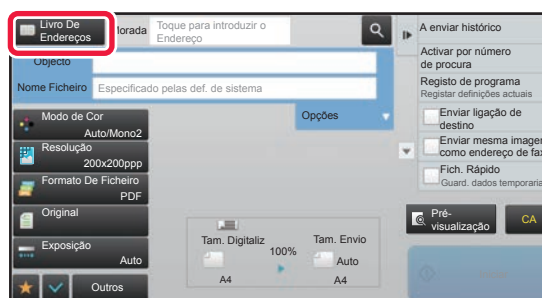 Livro De
Endereços
Morada
Toque para introduzir o
Endereço
Objecto
Nome Ficheiro
Especificado pelas def. de sistema
Modo de Cor
Auto/Mono2
Resolução
200x200ppp
Formato De Ficheiro
PDF
Original
Exposição
Auto
Outros
Opções
Tam. Digitaliz
100%
Tam. Envio
Auto
A4
A4
A enviar histórico
Activar por número
de procura
Registo de programa
Registar definições actuais
Enviar ligação de
destino
Enviar mesma imagem
como endereço de fax
Fich. Rápido
Guard. dados temporaria
Pré-
visualização
CA